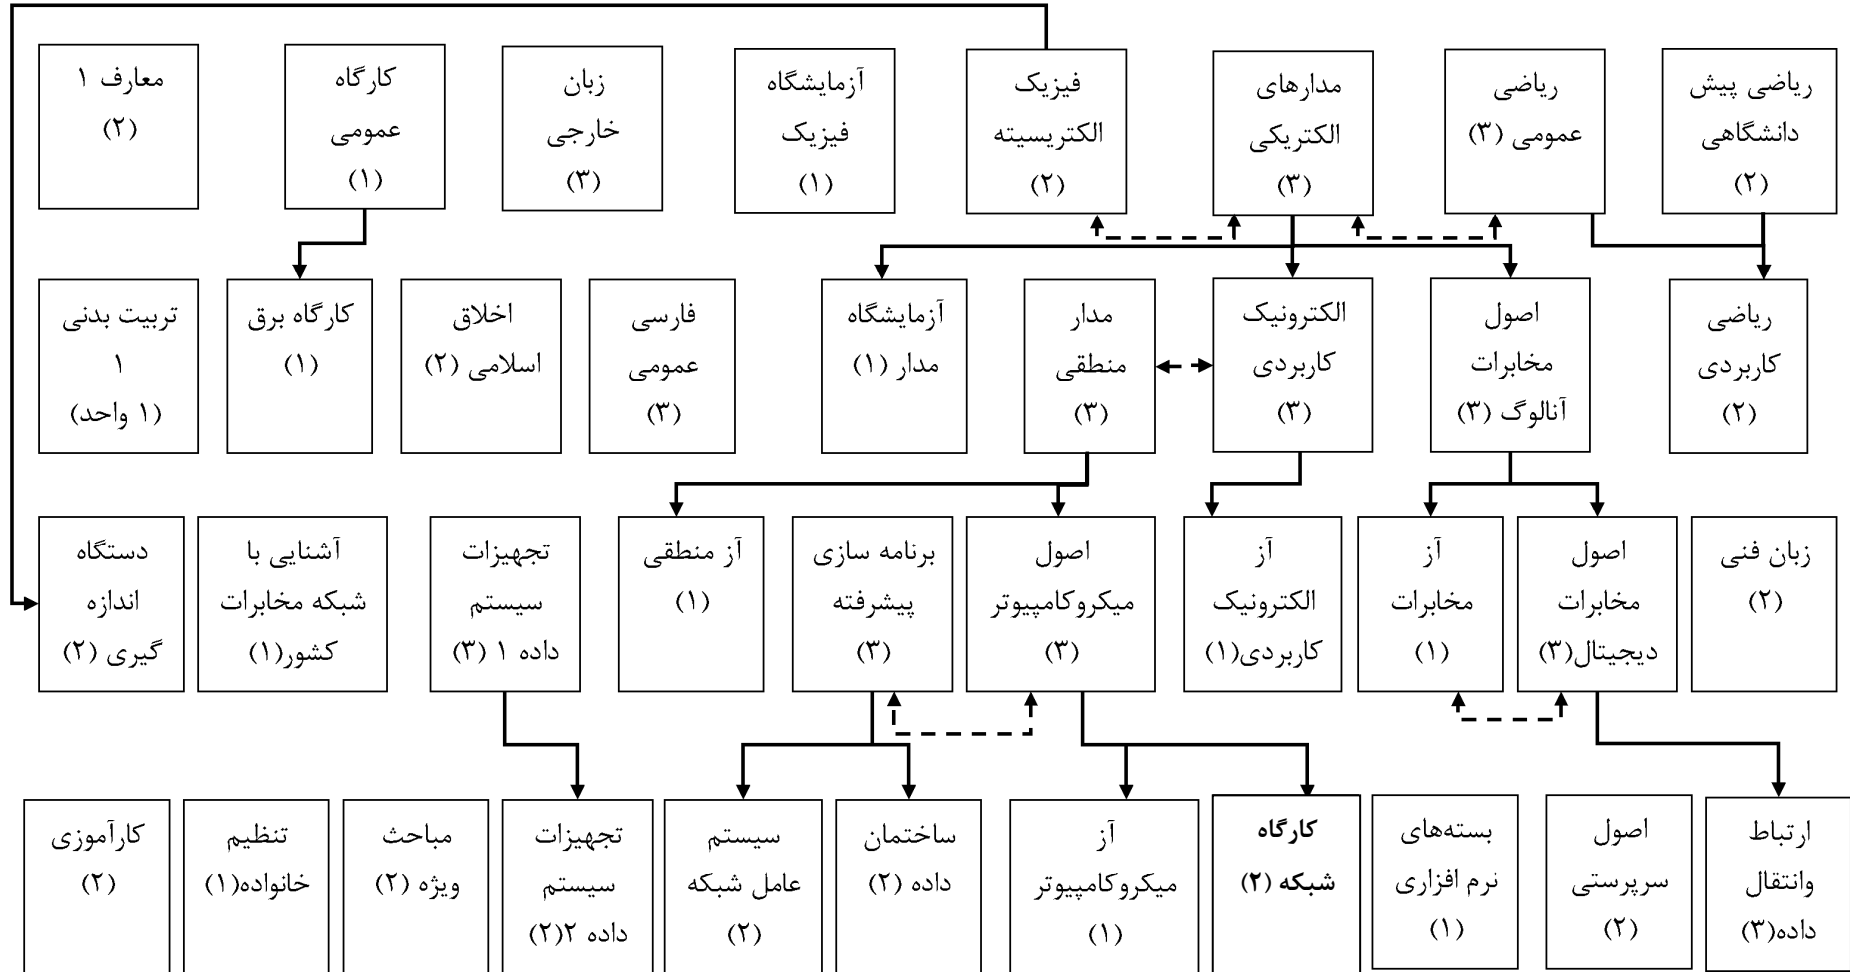 ریاضی پیش
دانشگاهی
(۲)
ریاضی
عمومی (۳)
مدارهای
الکتریکی
(۳)
فیزیک
الکتریسیته
(۲)
آزمایشگاه
فیزیک
(۱)
زبان
خارجی
(۳)
کارگاه
عمومی
(۱)
معارف ۱
(۲)
ریاضی
کاربردی
(۲)
اصول
مخابرات
آنالوگ (۳)
الکترونیک
کاربردی
(۳)
مدار
منطقی
(۳)
آزمایشگاه
مدار (۱)
فارسی
عمومی
(۳)
اخلاق
اسلامی (۲)
کارگاه برق
(۱)
تربیت بدنی
۱
(۱ واحد)
زبان فنی
(۲)
اصول
مخابرات
دیجیتال(۳)
آز
مخابرات
(۱)
آز
الکترونیک
کاربردی(۱)
اصول
میکروکامپیوتر
(۳)
برنامه سازی
پیشرفته
(۳)
آز منطقی
(۱)
تجهیزات
سیستم
داده ۱ (۳)
آشنایی با
شبکه مخابرات
کشور(۱)
دستگاه
اندازه
گیری (۲)
ارتباط
وانتقال
داده(۳)
اصول
سرپرستی
(۲)
بسته‌های
نرم افزاری
(۱)
کارگاه
شبکه (۲)
آز
میکروکامپیوتر
(۱)
ساختمان
داده (۲)
سیستم
عامل شبکه
(۲)
تجهیزات
سیستم
داده ۲(۲)
مباحث
ویژه (۲)
تنظیم
خانواده(۱)
کارآموزی
(۲)